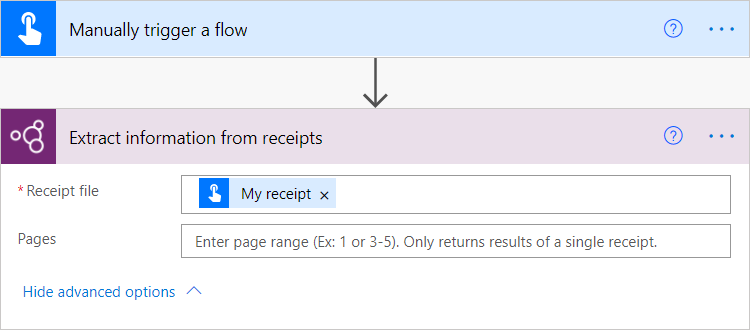 Manually trigger a flow
Extract information from receipts
* Receipt file
My receipt ×
Pages
Enter page range (Ex: 1 or 3-5). Only returns results of a single receipt.
Hide advanced options